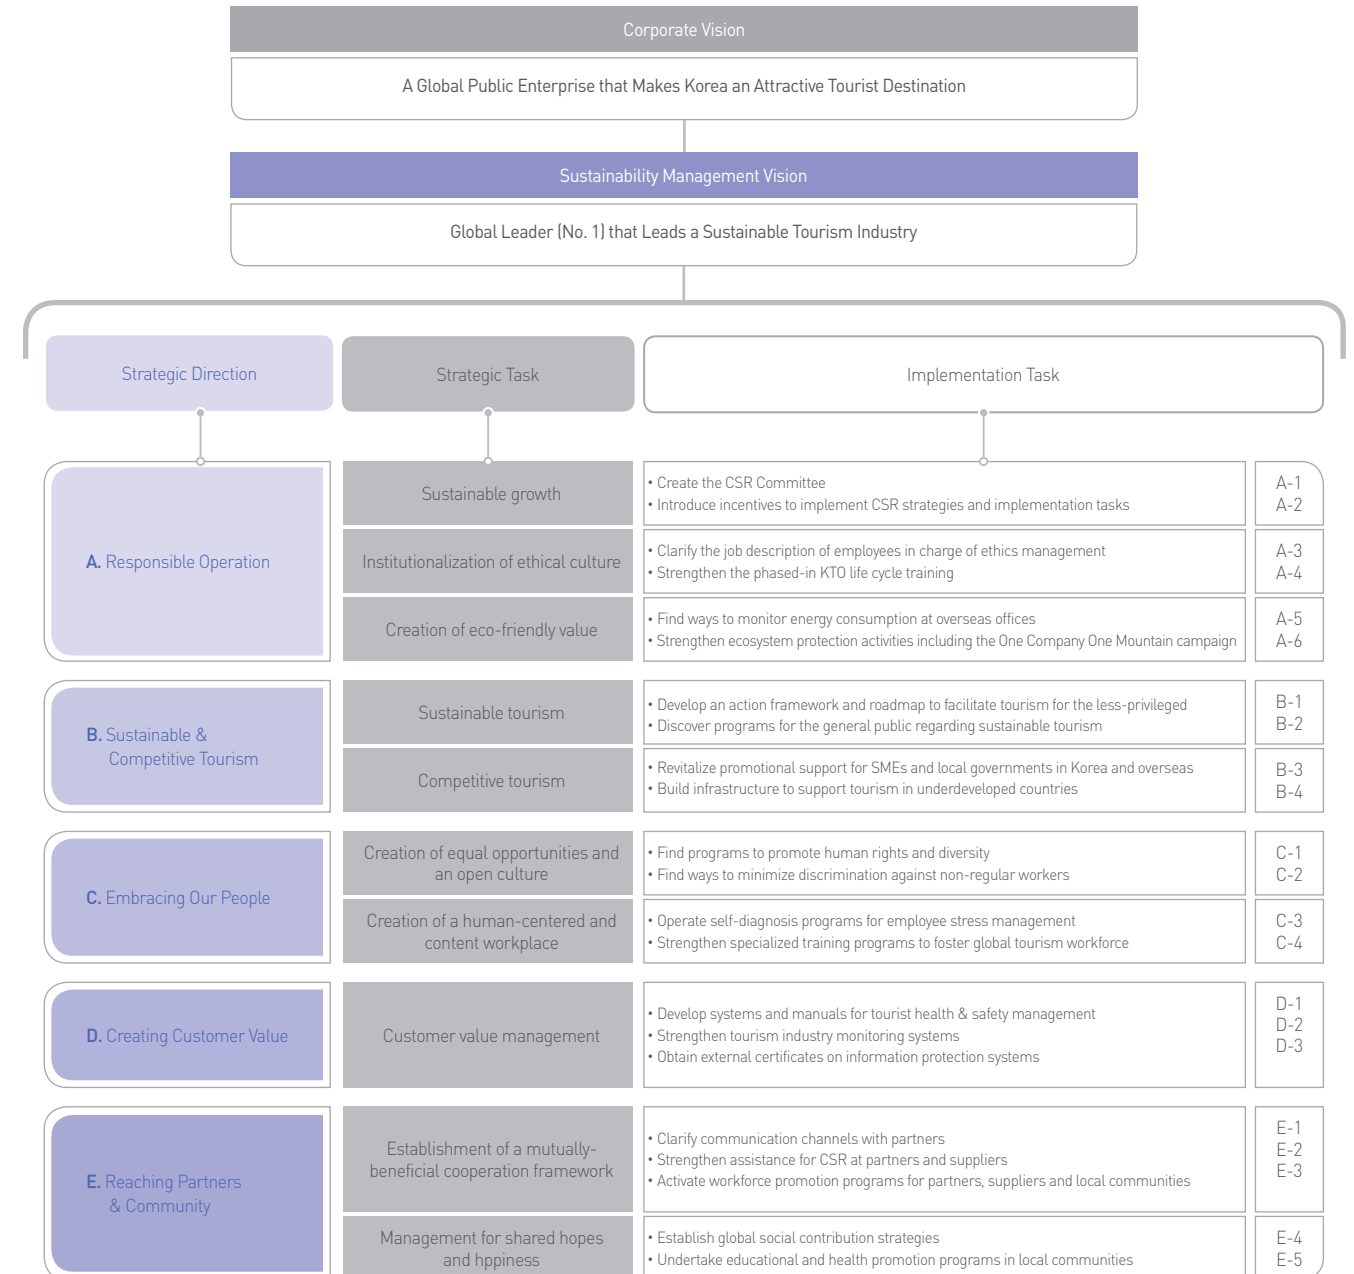 Corporate Vision
A Global Public Enterprise that Makes Korea an Attractive Tourist Destination
Sustainability Management Vision
Global Leader (No. 1) that Leads a Sustainable Tourism Industry
Strategic Direction
Strategic Task
Implementation Task
A. Responsible Operation
Sustainable growth
• Create the CSR Committee
• Introduce incentives to implement CSR strategies and implementation tasks
A-1
A-2
Institutionalization of ethical culture
• Clarify the job description of employees in charge of ethics management
• Strengthen the phased-in KTO life cycle training
A-3
A-4
Creation of eco-friendly value
• Find ways to monitor energy consumption at overseas offices
• Strengthen ecosystem protection activities including the One Company One Mountain campaign
A-5
A-6
B. Sustainable &
Competitive Tourism
Sustainable tourism
• Develop an action framework and roadmap to facilitate tourism for the less-privileged
• Discover programs for the general public regarding sustainable tourism
B-1
B-2
Competitive tourism
• Revitalize promotional support for SMEs and local governments in Korea and overseas
• Build infrastructure to support tourism in underdeveloped countries
B-3
B-4
C. Embracing Our People
Creation of equal opportunities and
an open culture
• Find programs to promote human rights and diversity
• Find ways to minimize discrimination against non-regular workers
C-1
C-2
Creation of a human-centered and
content workplace
• Operate self-diagnosis programs for employee stress management
• Strengthen specialized training programs to foster global tourism workforce
C-3
C-4
D. Creating Customer Value
Customer value management
• Develop systems and manuals for tourist health & safety management
• Strengthen tourism industry monitoring systems
• Obtain external certificates on information protection systems
D-1
D-2
D-3
E. Reaching Partners
& Community
Establishment of a mutually-
beneficial cooperation framework
• Clarify communication channels with partners
• Strengthen assistance for CSR at partners and suppliers
• Activate workforce promotion programs for partners, suppliers and local communities
E-1
E-2
E-3
Management for shared hopes
and hppiness
• Establish global social contribution strategies
• Undertake educational and health promotion programs in local communities
E-4
E-5